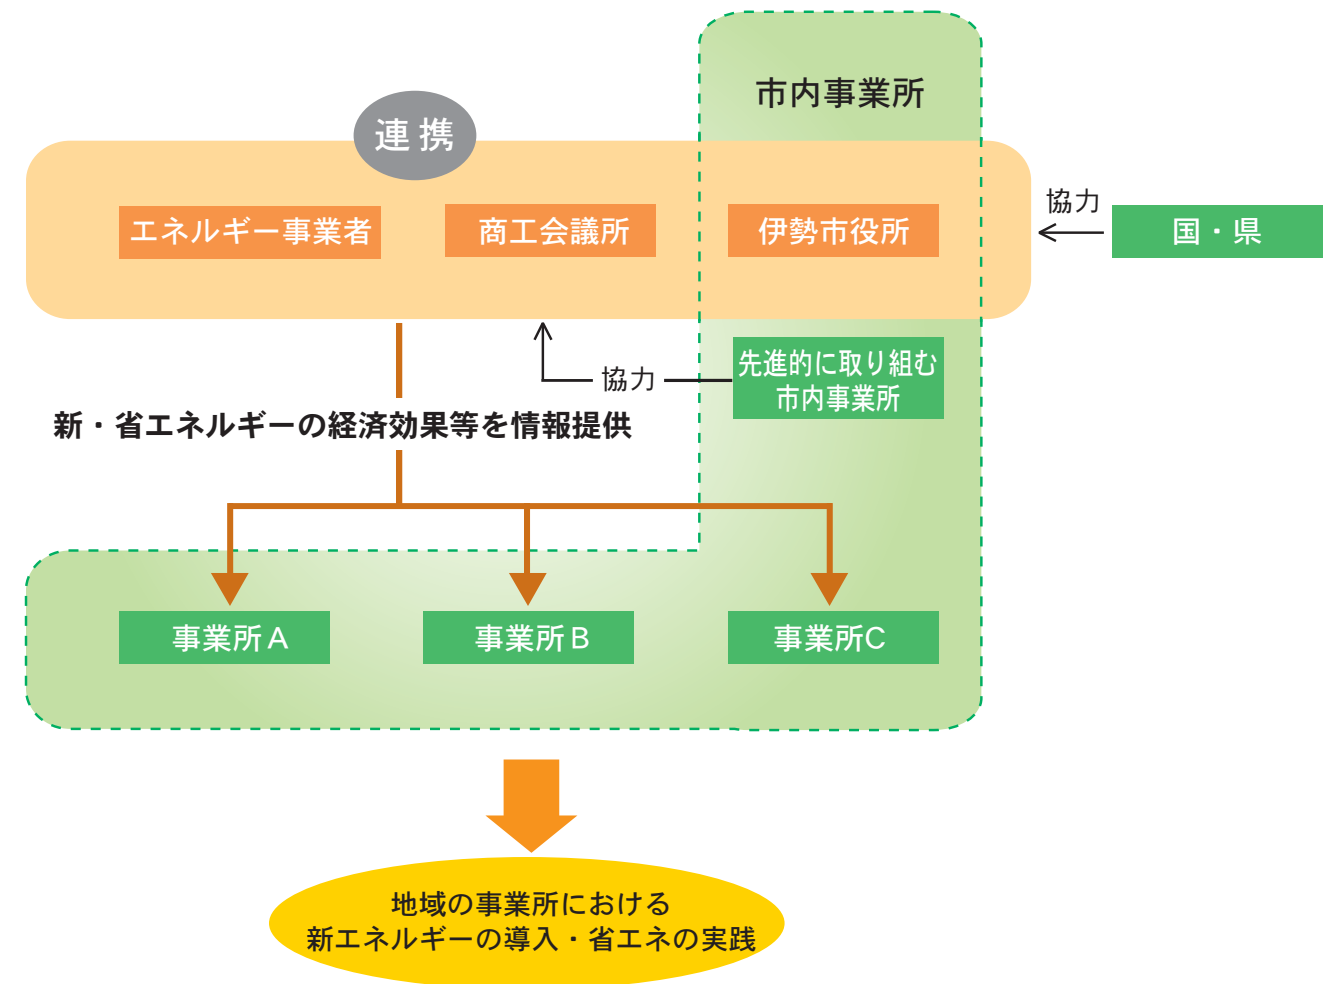 市内事業所
連携
エネルギー事業者
商工会議所
伊勢市役所
協力
国・県
先進的に取り組む
市内事業所
協力
新・省エネルギーの経済効果等を情報提供
事業所A
事業所B
事業所C
地域の事業所における
新エネルギーの導入・省エネの実践